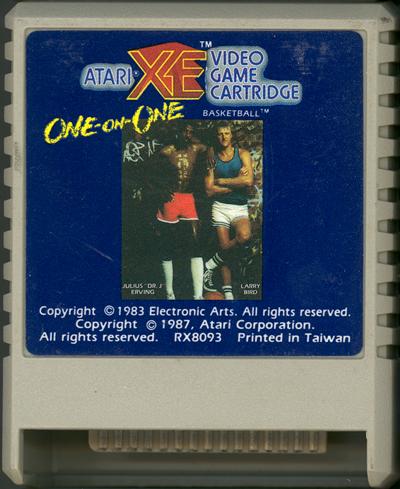 ATARI XE™ VIDEO
GAME
CARTRIDGE
ONE-ON-ONE
BASKETBALL™
JULIUS "DR. J"
ERVING
LARRY
BIRD
Copyright © 1983 Electronic Arts. All rights reserved.
Copyright © 1987, Atari Corporation.
All rights reserved. RX8093 Printed in Taiwan